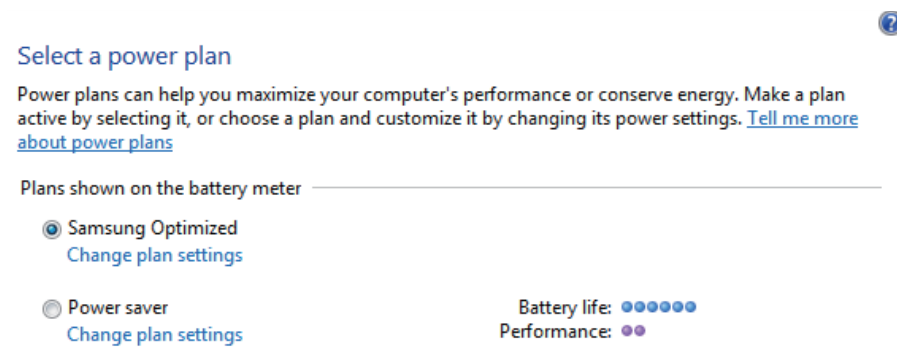 Select a power plan
Power plans can help you maximize your computer's performance or conserve energy. Make a plan
active by selecting it, or choose a plan and customize it by changing its power settings. Tell me more
about power plans
Plans shown on the battery meter
Samsung Optimized
Change plan settings
Power saver
Battery life:
Change plan settings
Performance: